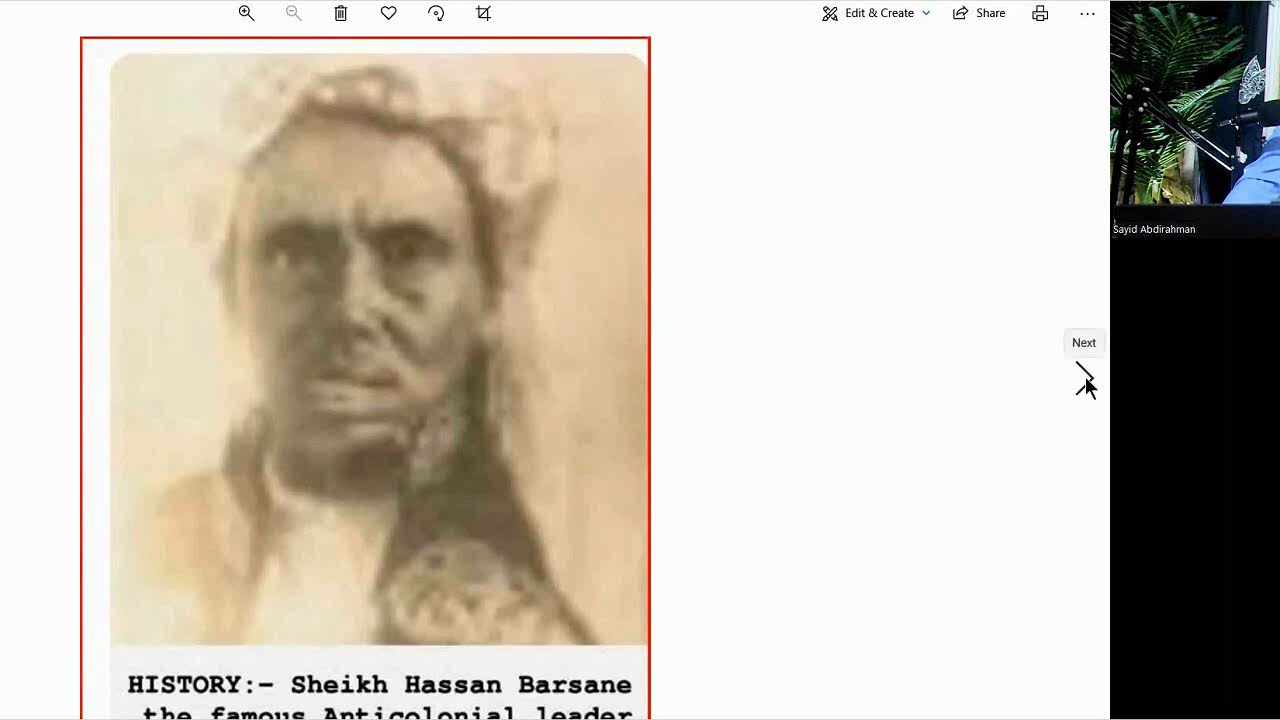 Edit & Create
Share
Sayid Abdirahman
Next
HISTORY:- Sheikh Hassan Barsane
the famous Anticolonial leader